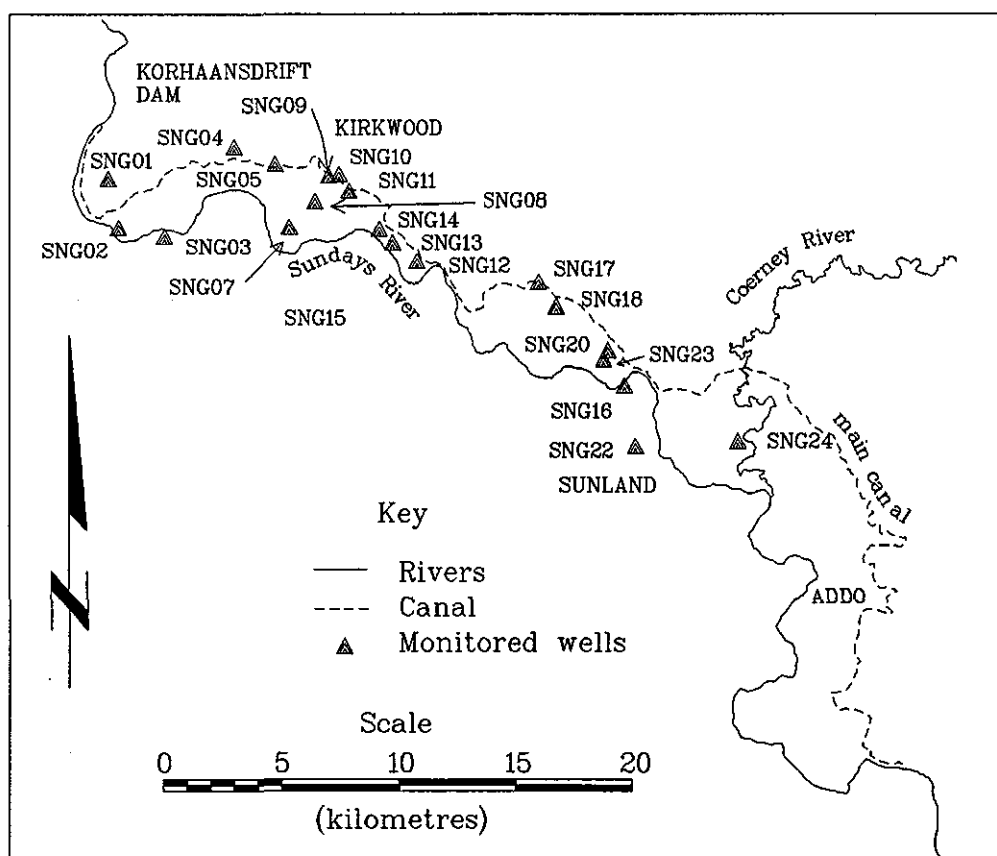 KORHAANSDRIFT
DAM
SNG09
SNG04
KIRKWOOD
SNG01
SNG10
SNG05
SNG11
SNG08
SNG14
SNG02
SNG03
SNG13
SNG12
SNG07
Sundays River
SNG15
Coerney River
SNG17
SNG18
SNG20
SNG23
SNG16
SNG22
SNG24
SUNLAND
main canal
Key
Rivers
Canal
ADDO
Monitored wells
Scale
0 5 10 15 20
(kilometres)
N